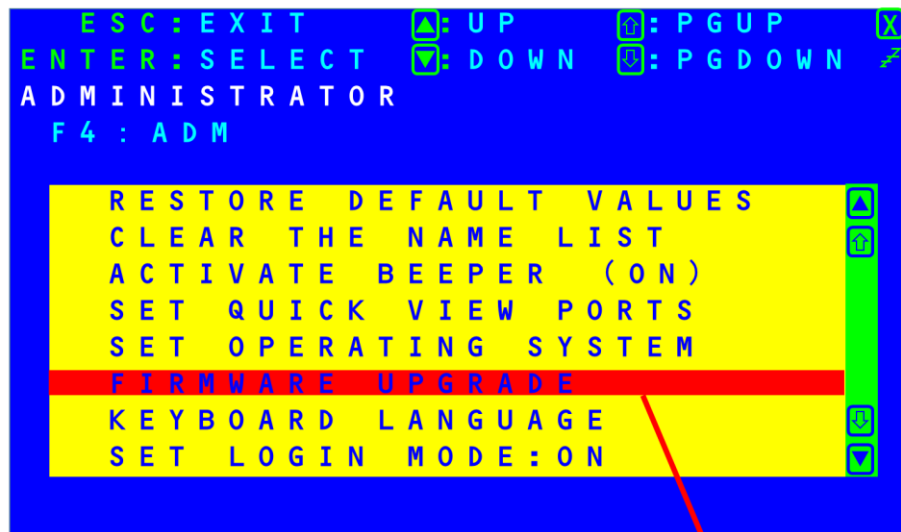 ESC:EXIT ▲:UP ⇧:PGUP X
ENTER:SELECT ▼:DOWN ⇩:PGDOWN zZ
ADMINISTRATOR
F4:ADM
RESTORE DEFAULT VALUES
CLEAR THE NAME LIST
ACTIVATE BEEPER (ON)
SET QUICK VIEW PORTS
SET OPERATING SYSTEM
FIRMWARE UPGRADE
KEYBOARD LANGUAGE
SET LOGIN MODE:ON